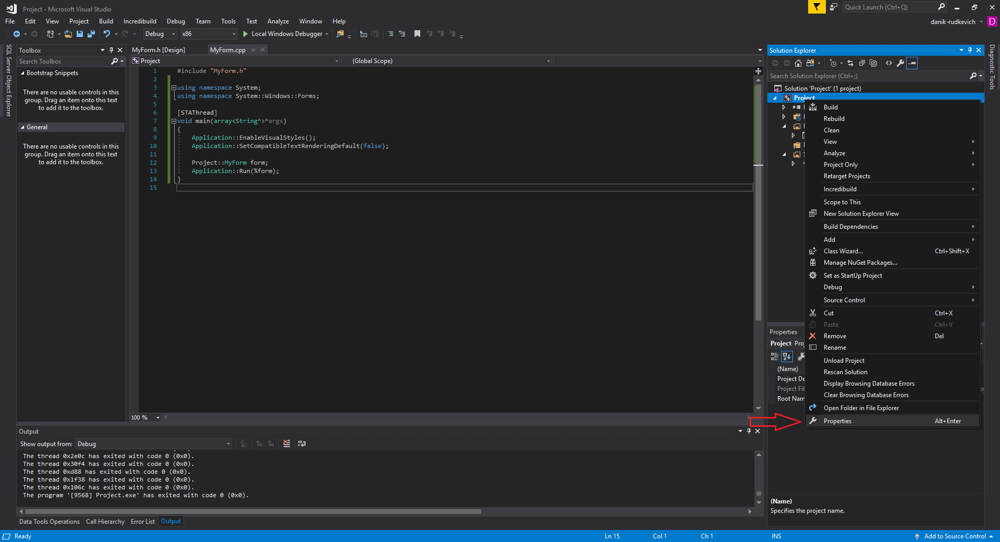 Project - Microsoft Visual Studio
Quick Launch (Ctrl+Q)
File Edit View Project Build Incredibuild Debug Team Tools Test Analyze Window Help
danik-rudkevich D
Debug x86 Local Windows Debugger
SQL Server Object Explorer
Toolbox
Search Toolbox
Bootstrap Snippets
There are no usable controls in this
group. Drag an item onto this text
to add it to the toolbox.
General
There are no usable controls in this
group. Drag an item onto this text
to add it to the toolbox.
MyForm.h [Design] MyForm.cpp
Project (Global Scope)
1 #include "MyForm.h"
2
3 using namespace System;
4 using namespace System::Windows::Forms;
5
6 [STAThread]
7 void main(array<String^>^args)
8 {
9 Application::EnableVisualStyles();
10 Application::SetCompatibleTextRenderingDefault(false);
11
12 Project::MyForm form;
13 Application::Run(%form);
14 }
15
100 %
Output
Show output from: Debug
The thread 0x2e0c has exited with code 0 (0x0).
The thread 0x30f4 has exited with code 0 (0x0).
The thread 0xd88 has exited with code 0 (0x0).
The thread 0x1f38 has exited with code 0 (0x0).
The thread 0x106c has exited with code 0 (0x0).
The program '[9568] Project.exe' has exited with code 0 (0x0).
Data Tools Operations Call Hierarchy Error List Output
Solution Explorer
Search Solution Explorer (Ctrl+;)
Solution 'Project' (1 project)
Project
Build
Rebuild
Clean
View
Analyze
Project Only
Retarget Projects
Incredibuild
Scope to This
New Solution Explorer View
Build Dependencies
Add
Class Wizard... Ctrl+Shift+X
Manage NuGet Packages...
Set as StartUp Project
Debug
Source Control
Cut Ctrl+X
Paste Ctrl+V
Remove Del
Rename
Unload Project
Rescan Solution
Display Browsing Database Errors
Clear Browsing Database Errors
Open Folder in File Explorer
Properties Alt+Enter
Properties
Project
(Name)
Project
Project
Root
(Name)
Specifies the project name.
Diagnostic Tools
Ready Ln 15 Col 1 Ch 1 INS Add to Source Control